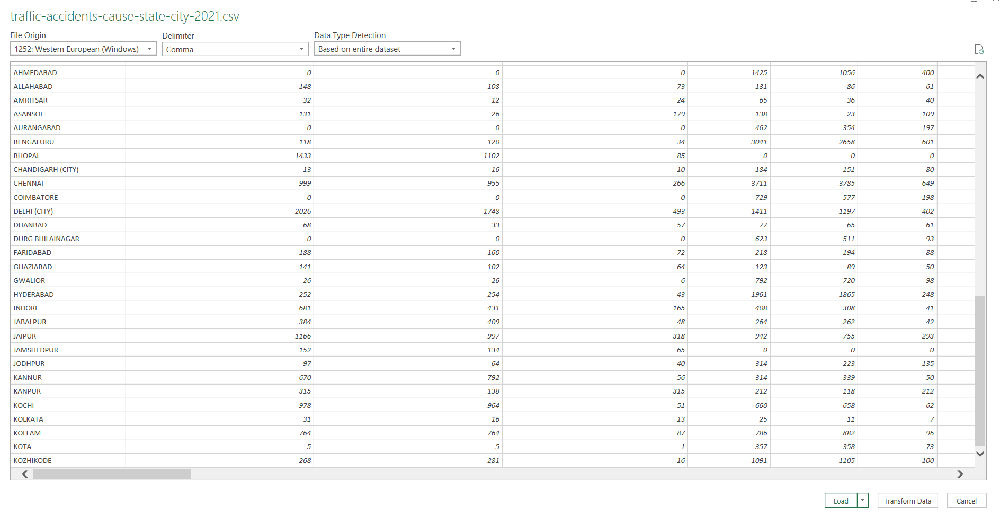 traffic-accidents-cause-state-city-2021.csv
File Origin Delimiter Data Type Detection
1252: Western European (Windows) Comma Based on entire dataset
AHMEDABAD 0 0 0 1425 1056 400
ALLAHABAD 148 108 73 131 86 61
AMRITSAR 32 12 24 65 36 40
ASANSOL 131 26 179 138 23 109
AURANGABAD 0 0 0 462 354 197
BENGALURU 118 120 34 3041 2658 601
BHOPAL 1433 1102 85 0 0 0
CHANDIGARH (CITY) 13 16 10 184 151 80
CHENNAI 999 955 266 3711 3785 649
COIMBATORE 0 0 0 729 577 198
DELHI (CITY) 2026 1748 493 1411 1197 402
DHANBAD 68 33 57 77 65 61
DURG BHILAINAGAR 0 0 0 623 511 93
FARIDABAD 188 160 72 218 194 88
GHAZIABAD 141 102 64 123 89 50
GWALIOR 26 26 6 792 720 98
HYDERABAD 252 254 43 1961 1865 248
INDORE 681 431 165 408 308 41
JABALPUR 384 409 48 264 262 42
JAIPUR 1166 997 318 942 755 293
JAMSHEDPUR 152 134 65 0 0 0
JODHPUR 97 64 40 314 223 135
KANNUR 670 792 56 314 339 50
KANPUR 315 138 315 212 118 212
KOCHI 978 964 51 660 658 62
KOLKATA 31 16 13 25 11 7
KOLLAM 764 764 87 786 882 96
KOTA 5 5 1 357 358 73
KOZHIKODE 268 281 16 1091 1105 100
Load Transform Data Cancel